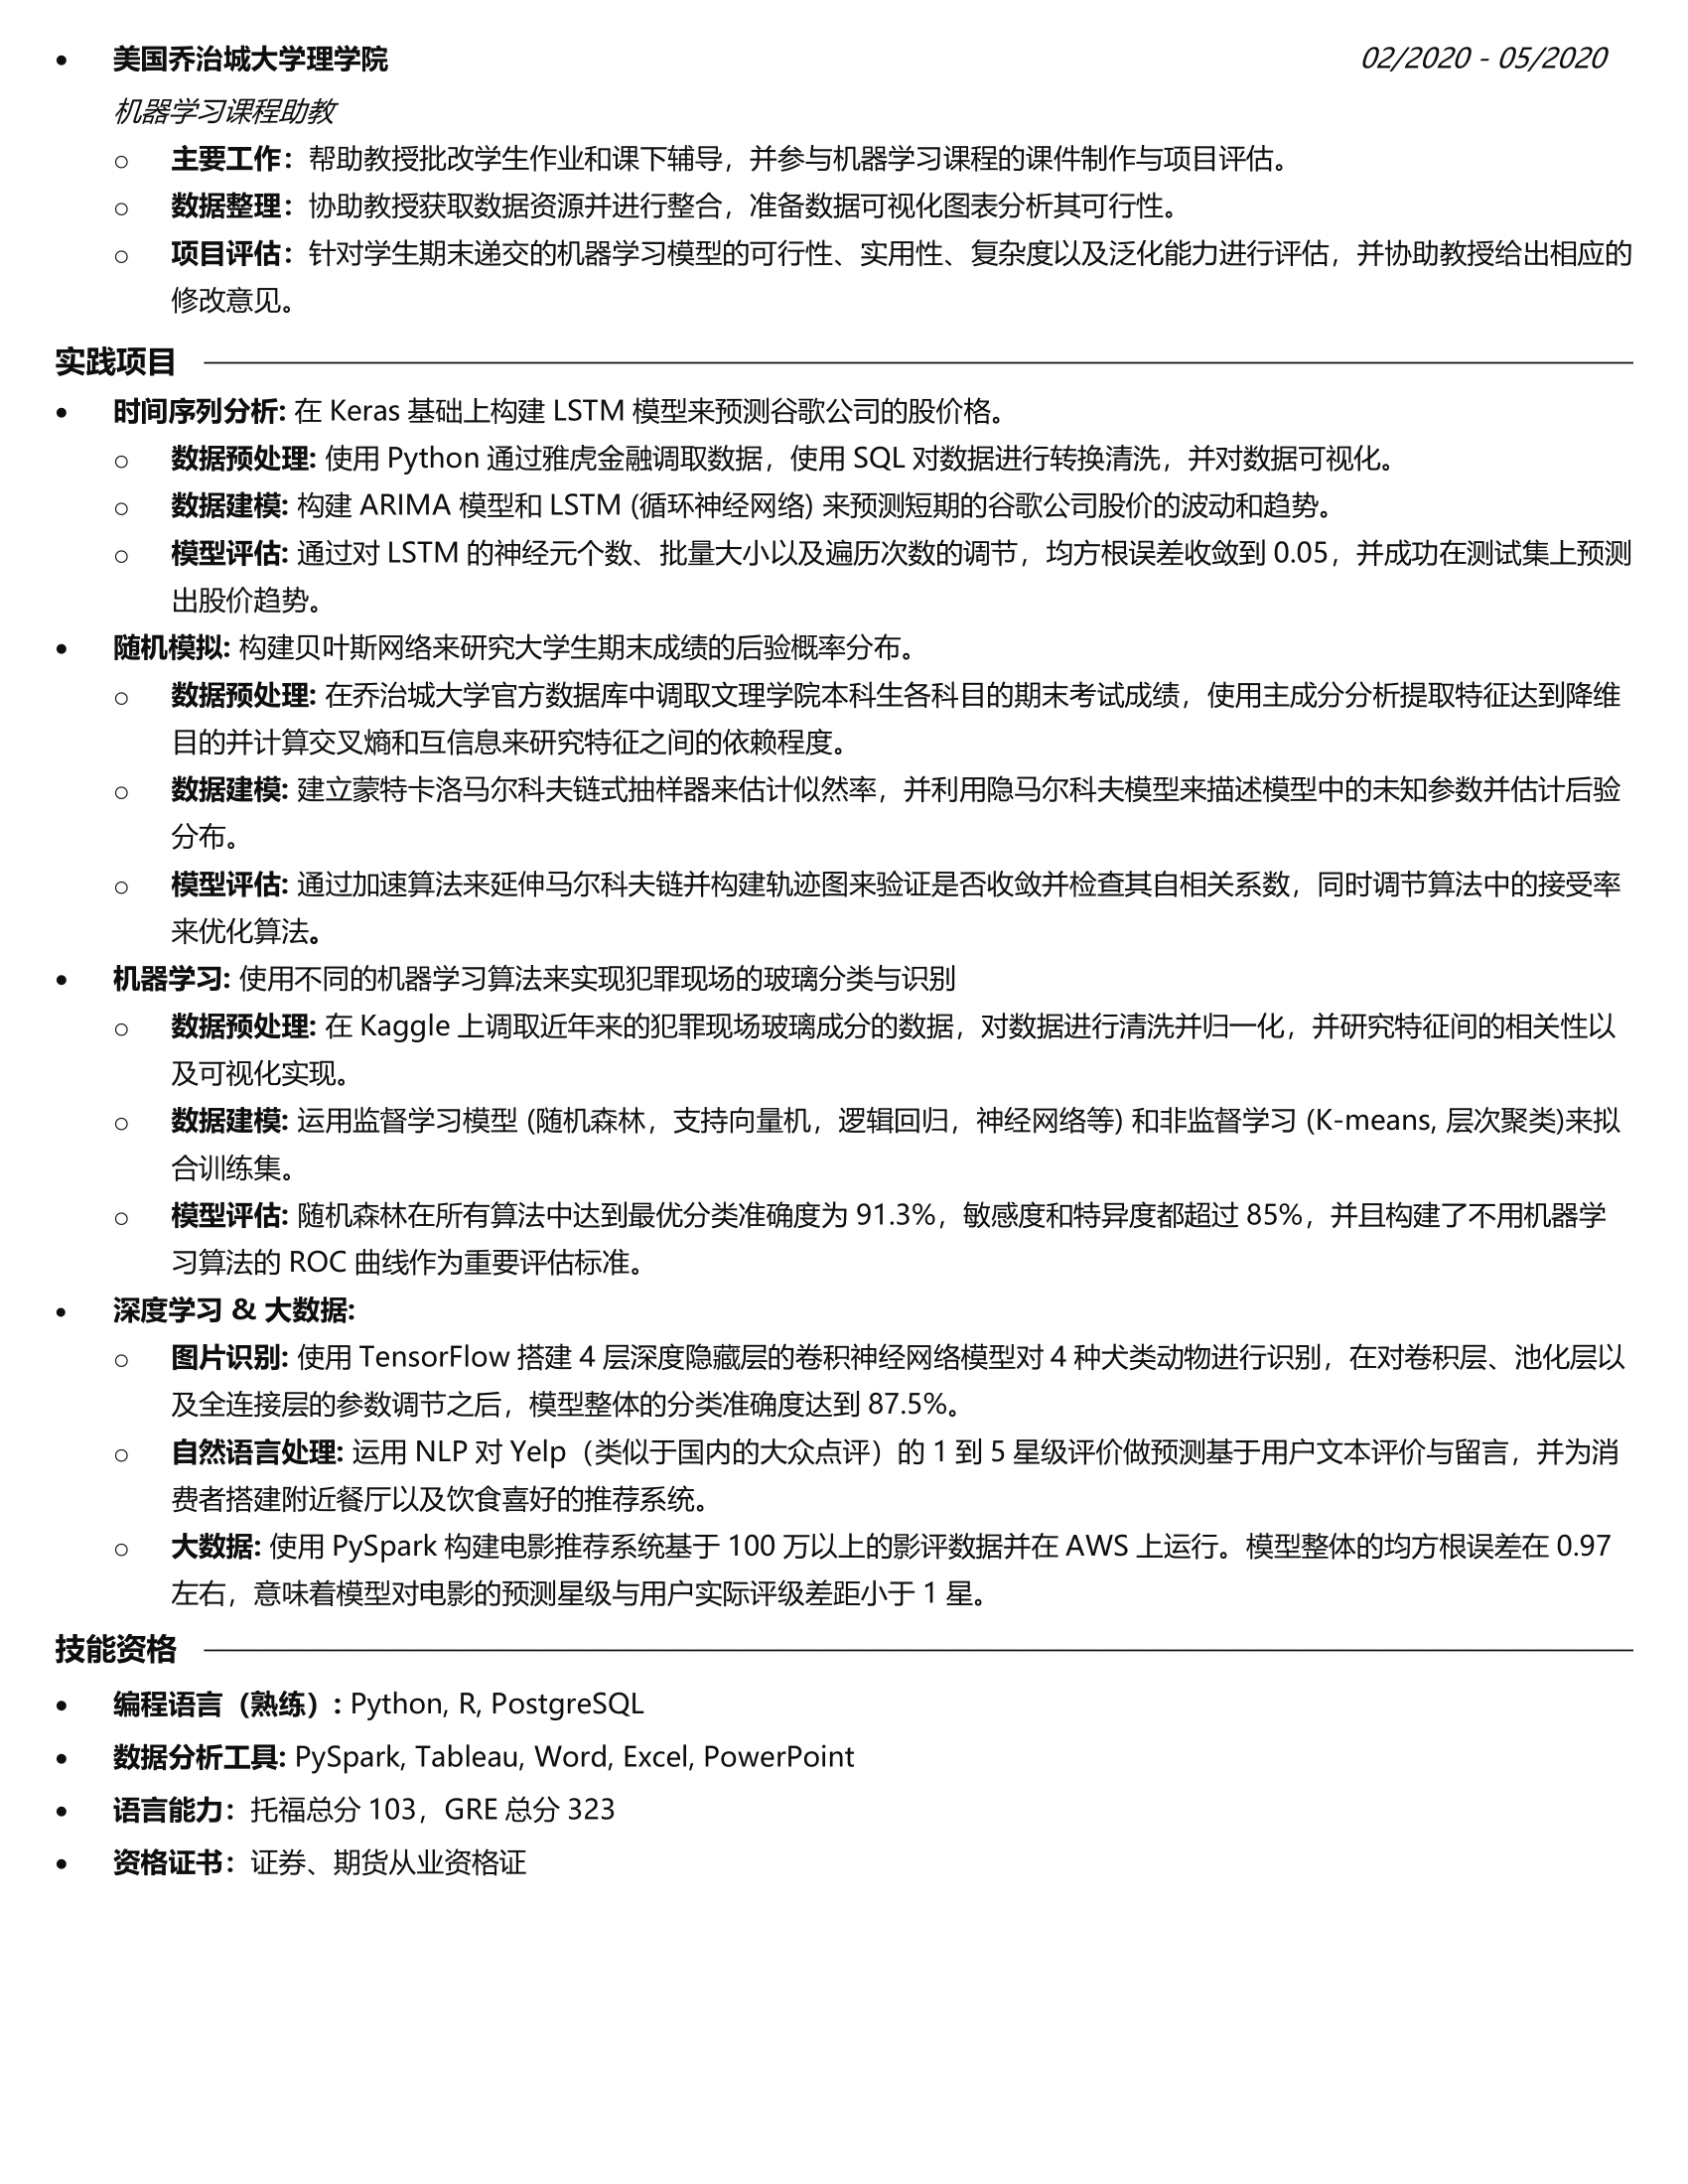 • 美国乔治城大学理学院 02/2020 - 05/2020
机器学习课程助教
○ 主要工作：帮助教授批改学生作业和课下辅导，并参与机器学习课程的课件制作与项目评估。
○ 数据整理：协助教授获取数据资源并进行整合，准备数据可视化图表分析其可行性。
○ 项目评估：针对学生期末递交的机器学习模型的可行性、实用性、复杂度以及泛化能力进行评估，并协助教授给出相应的
修改意见。
实践项目
• 时间序列分析: 在 Keras 基础上构建 LSTM 模型来预测谷歌公司的股价格。
○ 数据预处理: 使用 Python 通过雅虎金融调取数据，使用 SQL 对数据进行转换清洗，并对数据可视化。
○ 数据建模: 构建 ARIMA 模型和 LSTM (循环神经网络) 来预测短期的谷歌公司股价的波动和趋势。
○ 模型评估: 通过对 LSTM 的神经元个数、批量大小以及遍历次数的调节，均方根误差收敛到 0.05，并成功在测试集上预测
出股价趋势。
• 随机模拟: 构建贝叶斯网络来研究大学生期末成绩的后验概率分布。
○ 数据预处理: 在乔治城大学官方数据库中调取文理学院本科生各科目的期末考试成绩，使用主成分分析提取特征达到降维
目的并计算交叉熵和互信息来研究特征之间的依赖程度。
○ 数据建模: 建立蒙特卡洛马尔科夫链式抽样器来估计似然率，并利用隐马尔科夫模型来描述模型中的未知参数并估计后验
分布。
○ 模型评估: 通过加速算法来延伸马尔科夫链并构建轨迹图来验证是否收敛并检查其自相关系数，同时调节算法中的接受率
来优化算法。
• 机器学习: 使用不同的机器学习算法来实现犯罪现场的玻璃分类与识别
○ 数据预处理: 在 Kaggle 上调取近年来的犯罪现场玻璃成分的数据，对数据进行清洗并归一化，并研究特征间的相关性以
及可视化实现。
○ 数据建模: 运用监督学习模型 (随机森林，支持向量机，逻辑回归，神经网络等) 和非监督学习 (K-means, 层次聚类)来拟
合训练集。
○ 模型评估: 随机森林在所有算法中达到最优分类准确度为 91.3%，敏感度和特异度都超过 85%，并且构建了不用机器学
习算法的 ROC 曲线作为重要评估标准。
• 深度学习 & 大数据:
○ 图片识别: 使用 TensorFlow 搭建 4 层深度隐藏层的卷积神经网络模型对 4 种犬类动物进行识别，在对卷积层、池化层以
及全连接层的参数调节之后，模型整体的分类准确度达到 87.5%。
○ 自然语言处理: 运用 NLP 对 Yelp（类似于国内的大众点评）的 1 到 5 星级评价做预测基于用户文本评价与留言，并为消
费者搭建附近餐厅以及饮食喜好的推荐系统。
○ 大数据: 使用 PySpark 构建电影推荐系统基于 100 万以上的影评数据并在 AWS 上运行。模型整体的均方根误差在 0.97
左右，意味着模型对电影的预测星级与用户实际评级差距小于 1 星。
技能资格
• 编程语言（熟练）: Python, R, PostgreSQL
• 数据分析工具: PySpark, Tableau, Word, Excel, PowerPoint
• 语言能力：托福总分 103，GRE 总分 323
• 资格证书：证券、期货从业资格证